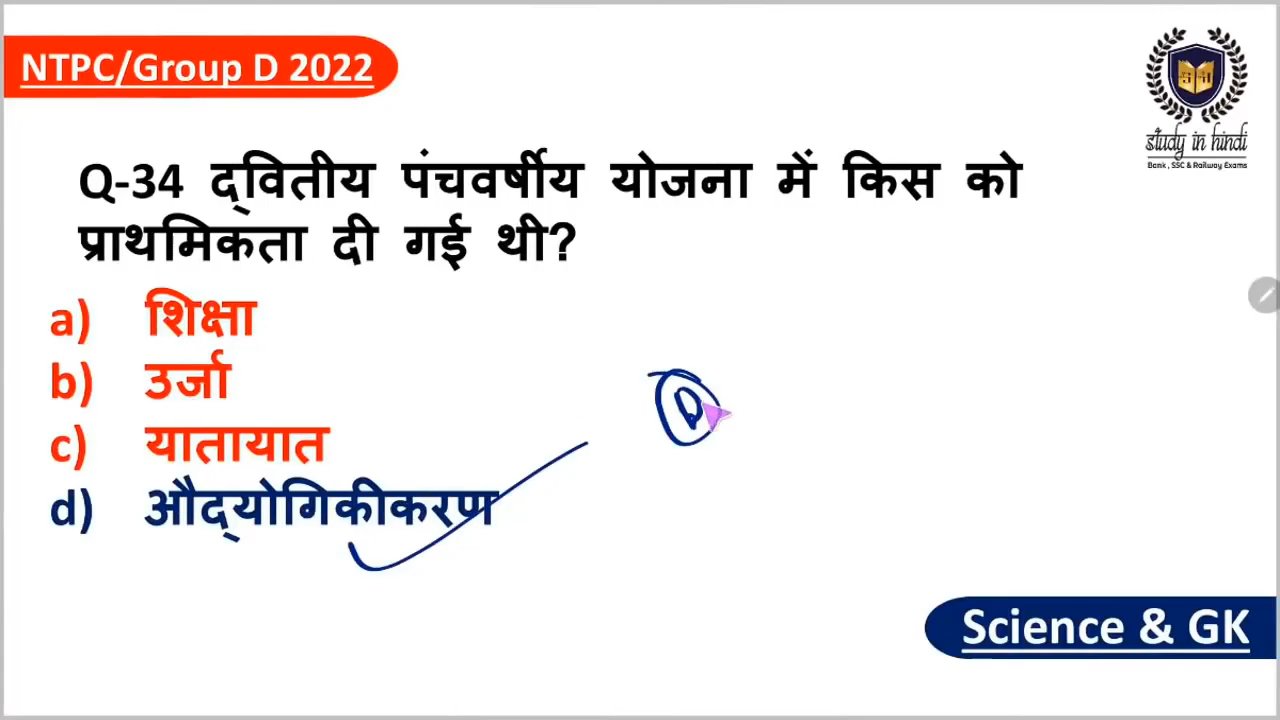 NTPC/Group D 2022
study in hindi
Bank , SSC & Railway Exams
Q-34 द्वितीय पंचवर्षीय योजना में किस को
प्राथमिकता दी गई थी?
a) शिक्षा
b) उर्जा
c) यातायात
d) औद्योगिकीकरण
D
Science & GK